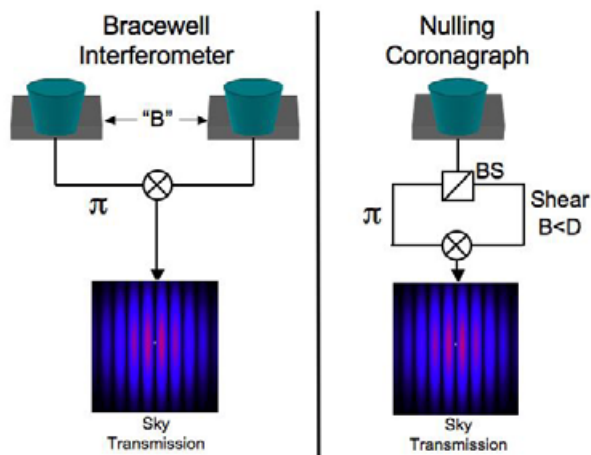 Bracewell
Interferometer
"B"
π
Sky
Transmission
Nulling
Coronagraph
BS
π
Shear
B<D
Sky
Transmission